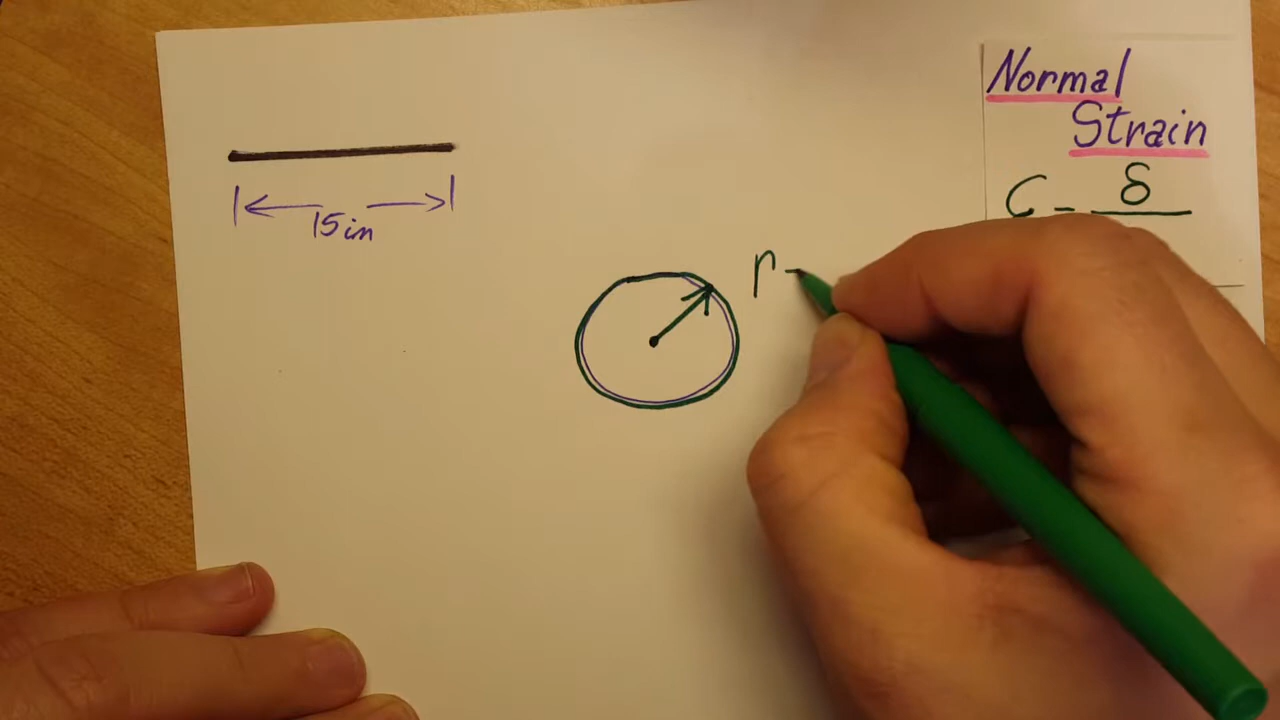 Normal
Strain
15 in
δ
r -